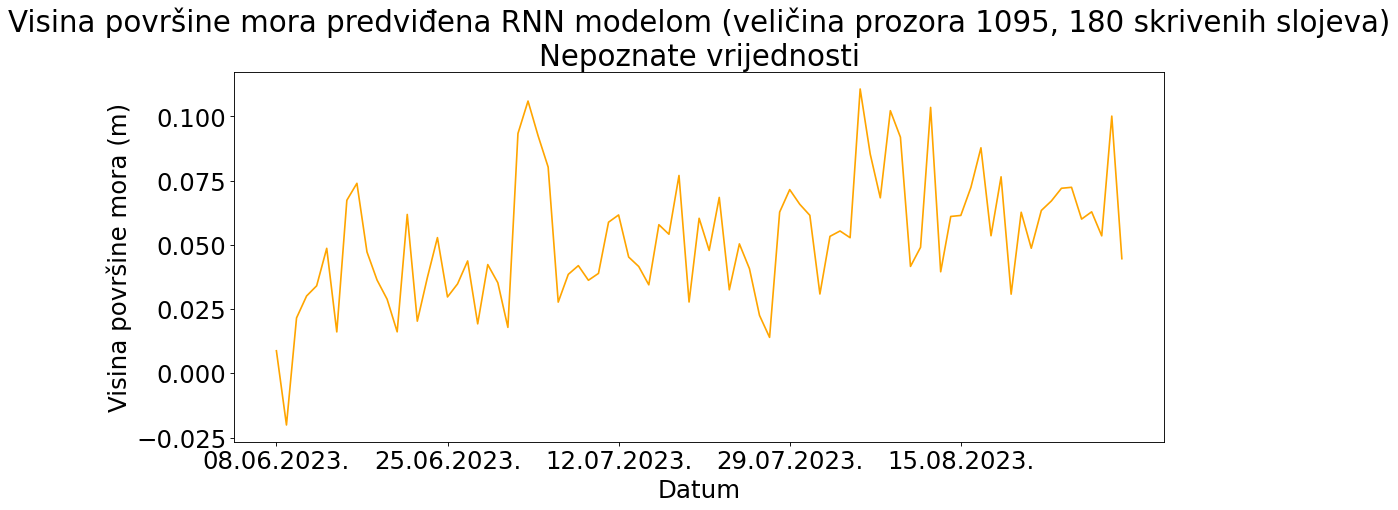 Visina površine mora predviđena RNN modelom (veličina prozora 1095, 180 skrivenih slojeva)
Nepoznate vrijednosti
Visina površine mora (m)
0.100
0.075
0.050
0.025
0.000
−0.025
08.06.2023. 25.06.2023. 12.07.2023. 29.07.2023. 15.08.2023.
Datum